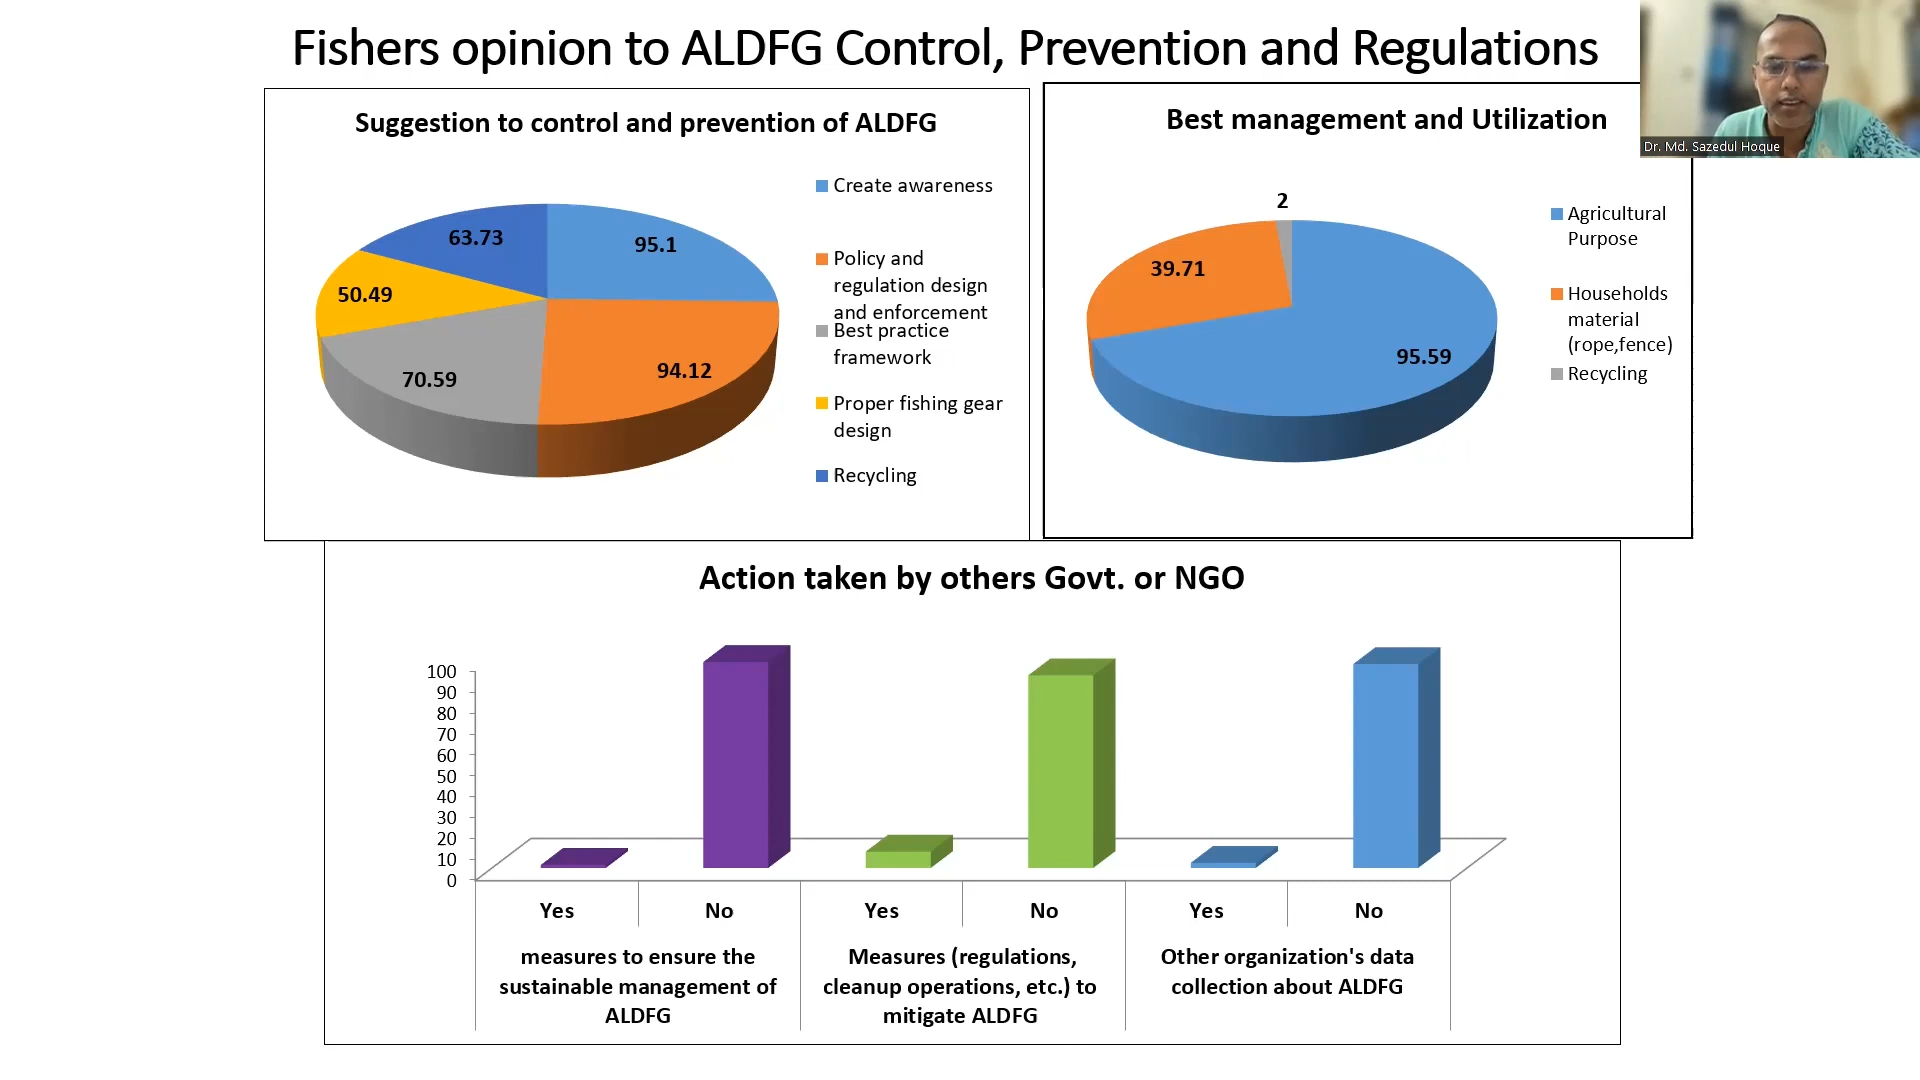 Fishers opinion to ALDFG Control, Prevention and Regulations
Dr. Md. Sazedul Hoque
Suggestion to control and prevention of ALDFG
63.73
95.1
50.49
70.59
94.12
Create awareness
Policy and
regulation design
and enforcement
Best practice
framework
Proper fishing gear
design
Recycling
Best management and Utilization
2
39.71
95.59
Agricultural
Purpose
Households
material
(rope,fence)
Recycling
Action taken by others Govt. or NGO
100
90
80
70
60
50
40
30
20
10
0
Yes
No
Yes
No
Yes
No
measures to ensure the
sustainable management of
ALDFG
Measures (regulations,
cleanup operations, etc.) to
mitigate ALDFG
Other organization's data
collection about ALDFG